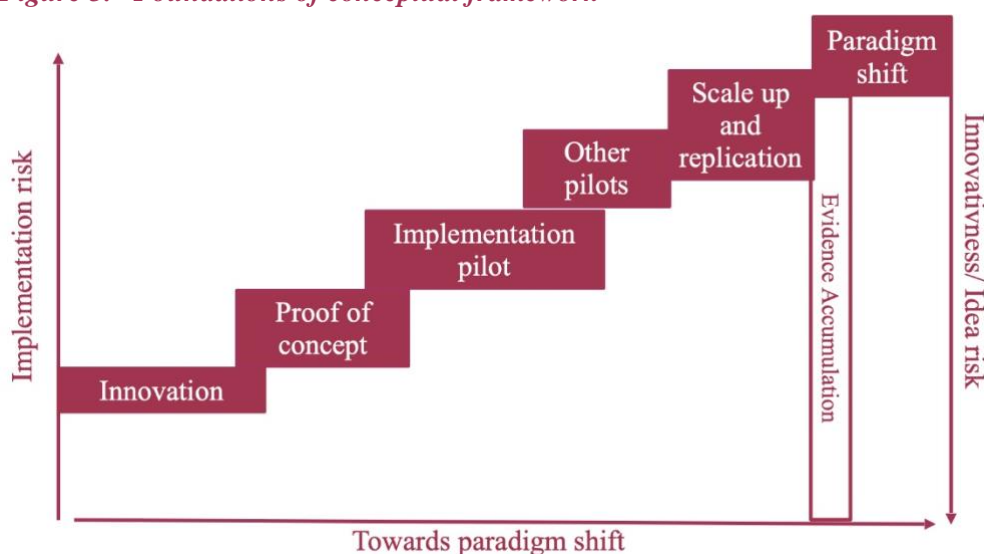 Paradigm
shift
Scale up
and
replication
Other
pilots
Implementation
pilot
Proof of
concept
Innovation
Implementation risk
Evidence Accumulation
Innovativness/ Idea risk
Towards paradigm shift